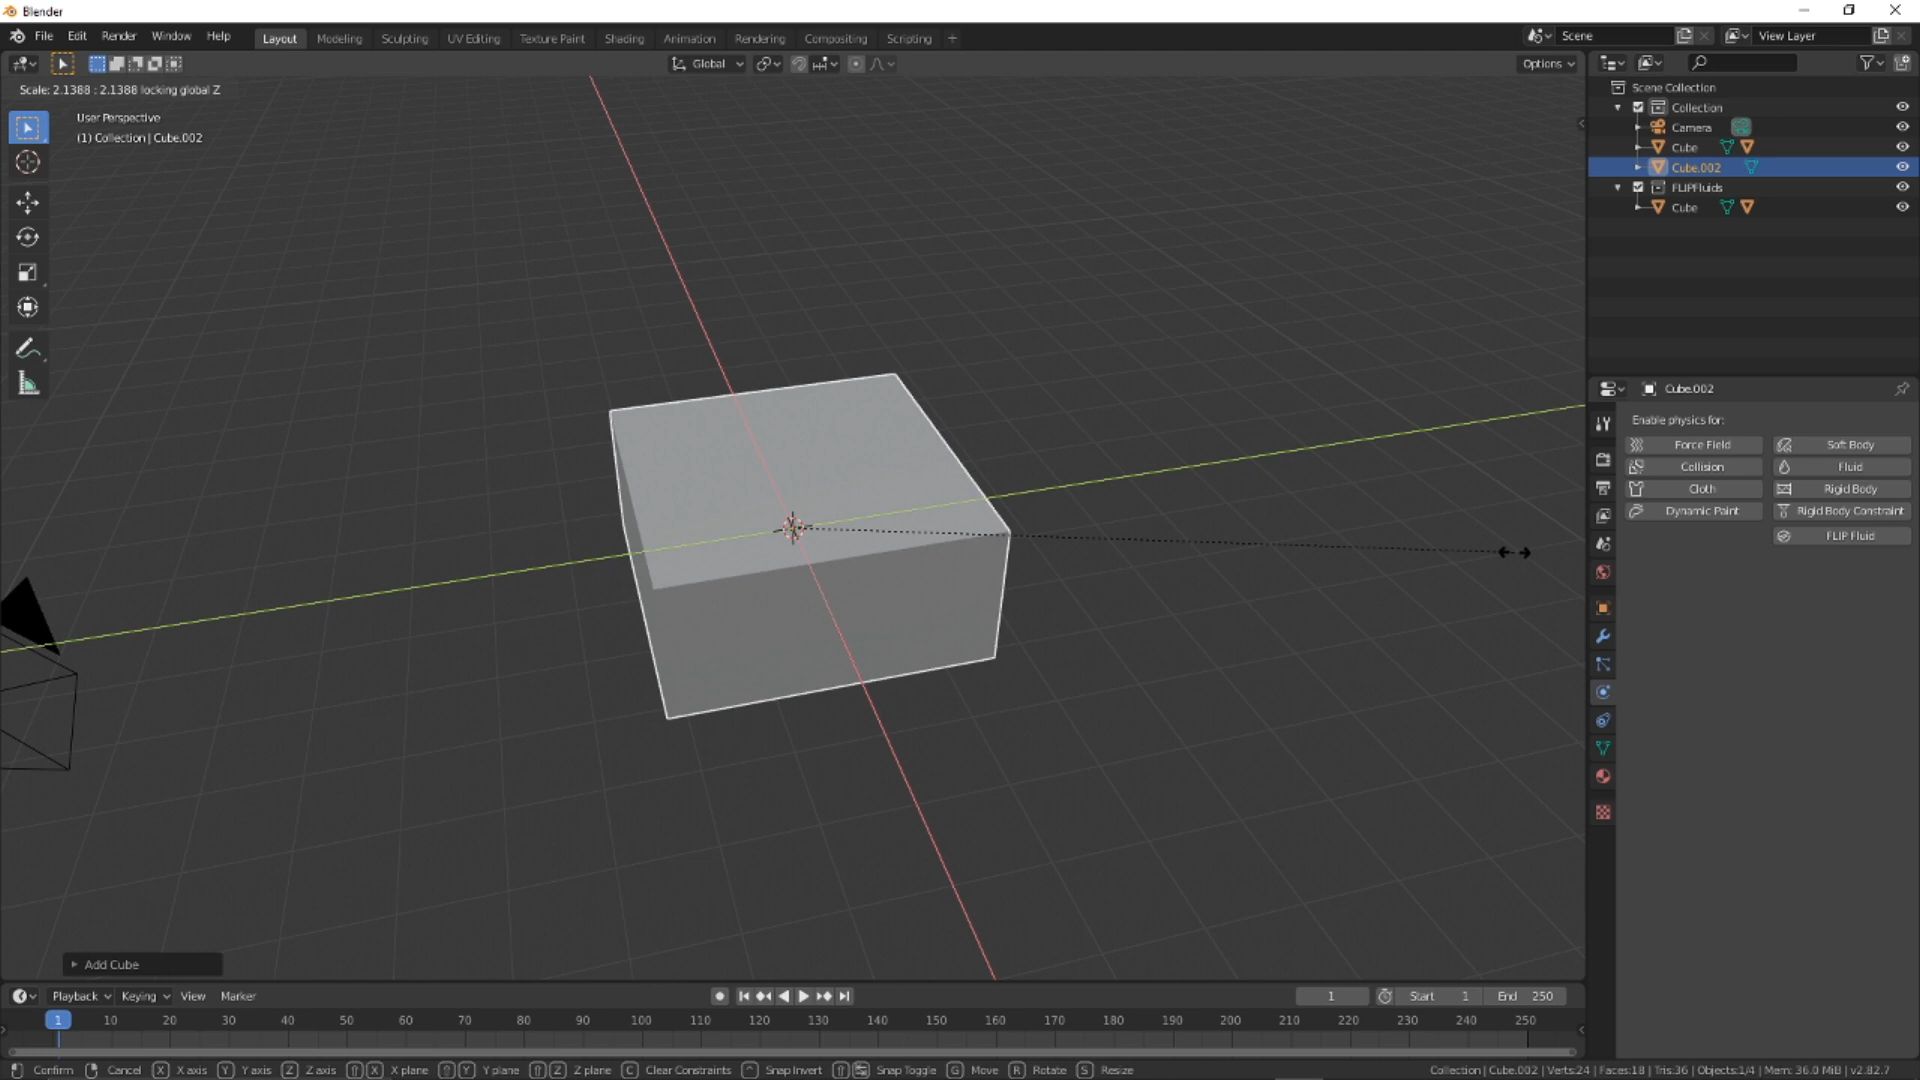 Blender
File Edit Render Window Help Layout Modeling Sculpting UV Editing Texture Paint Shading Animation Rendering Compositing Scripting + Scene View Layer
Global Options
Scale: 2.1388 : 2.1388 locking global Z
User Perspective
(1) Collection | Cube.002
Scene Collection
Collection
Camera
Cube
Cube.002
FLIPFluids
Cube
Cube.002
Enable physics for:
Force Field Soft Body
Collision Fluid
Cloth Rigid Body
Dynamic Paint Rigid Body Constraint
FLIP Fluid
Add Cube
Playback Keying View Marker 1 Start 1 End 250
1 10 20 30 40 50 60 70 80 90 100 110 120 130 140 150 160 170 180 190 200 210 220 230 240 250
Confirm Cancel X X axis Y Y axis Z Z axis X X plane Y Y plane Z Z plane C Clear Constraints Snap Invert Snap Toggle G Move R Rotate S Resize Collection | Cube.002 | Verts:24 | Faces:18 | Tris:36 | Objects:1/4 | Mem: 36.0 MiB | v2.82.7